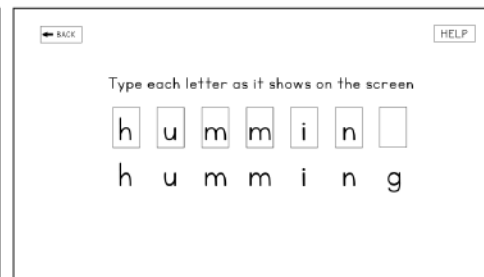 BACK
HELP
Type each letter as it shows on the screen
h u m m i n
h u m m i n g